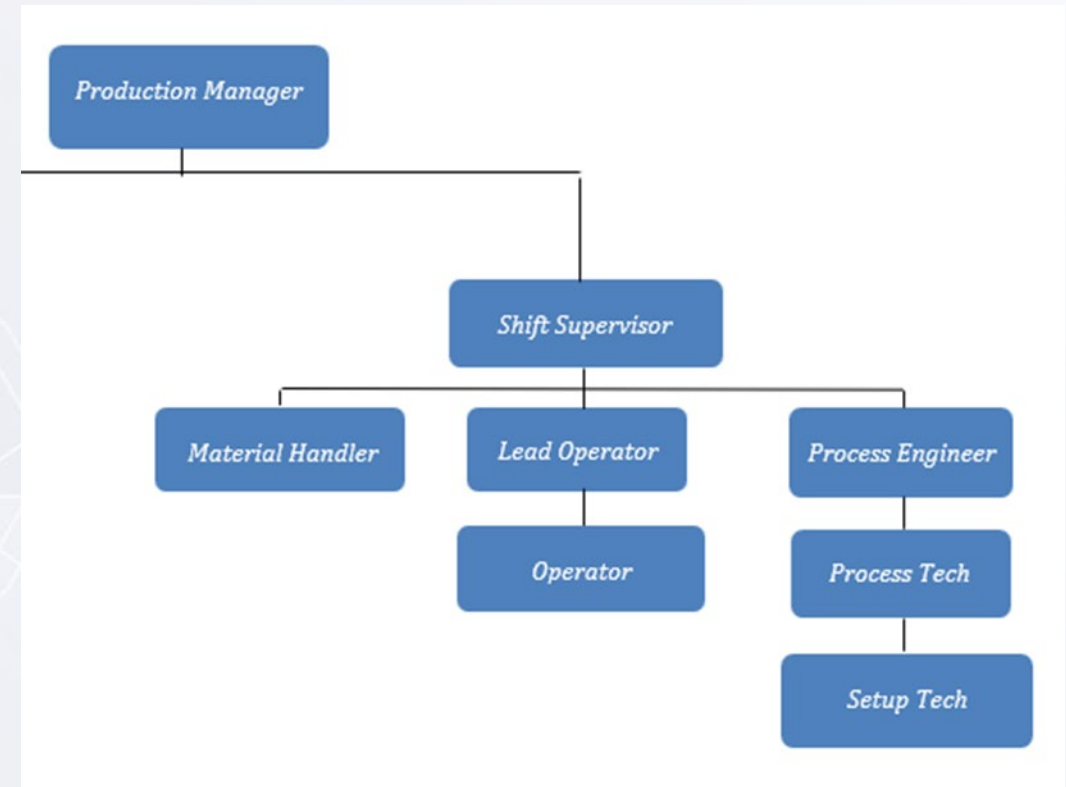 Production Manager
Shift Supervisor
Material Handler
Lead Operator
Process Engineer
Operator
Process Tech
Setup Tech